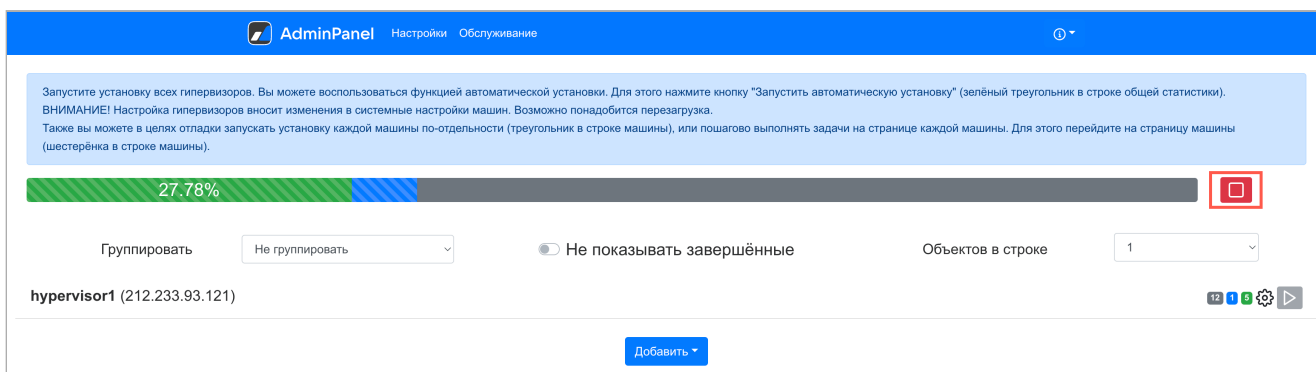 AdminPanel Настройки Обслуживание
Запустите установку всех гипервизоров. Вы можете воспользоваться функцией автоматической установки. Для этого нажмите кнопку "Запустить автоматическую установку" (зелёный треугольник в строке общей статистики).
ВНИМАНИЕ! Настройка гипервизоров вносит изменения в системные настройки машин. Возможно понадобится перезагрузка.
Также вы можете в целях отладки запускать установку каждой машины по-отдельности (треугольник в строке машины), или пошагово выполнять задачи на странице каждой машины. Для этого перейдите на страницу машины
(шестерёнка в строке машины).
27.78%
Группировать Не группировать Не показывать завершённые Объектов в строке 1
hypervisor1 (212.233.93.121) 12 1 5
Добавить